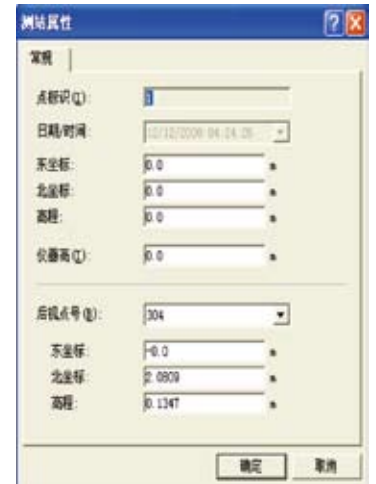 测站属性
常规
点标识(I): 1
日期/时间
东坐标: 0.0 m
北坐标: 0.0 m
高程: 0.0 m
仪器高(I): 0.0 m
后视点号(B): 304
东坐标: -0.0 m
北坐标: 2.0809 m
高程: 0.1347 m
确定 取消